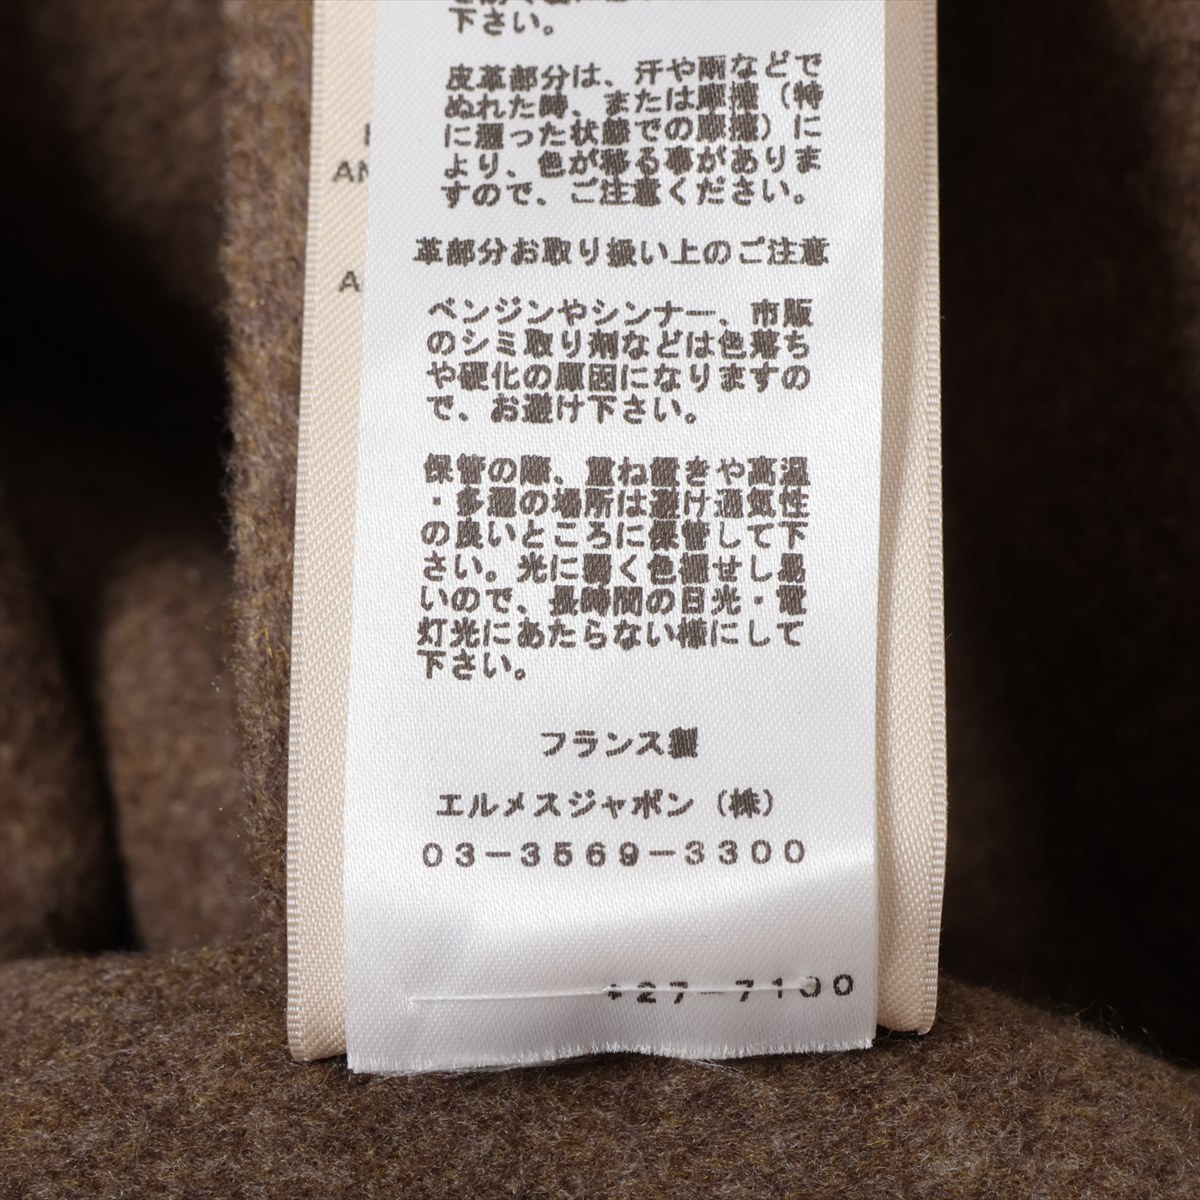 下さい。
皮革部分は、汗や雨などで
ぬれた時、または摩擦（特
に湿った状態での摩擦）に
より、色が移る事がありま
すので、ご注意ください。
革部分お取り扱い上のご注意
ベンジンやシンナー、市販
のシミ取り剤などは色落ち
や硬化の原因になりますの
で、お避け下さい。
保管の際、重ね置きや高温
・多湿の場所は避け通気性
の良いところに保管して下
さい。光に弱く色褪せし易
いので、長時間の日光・電
灯光にあたらない様にして
下さい。
フランス製
エルメスジャポン（株）
03-3569-3300
27-7100